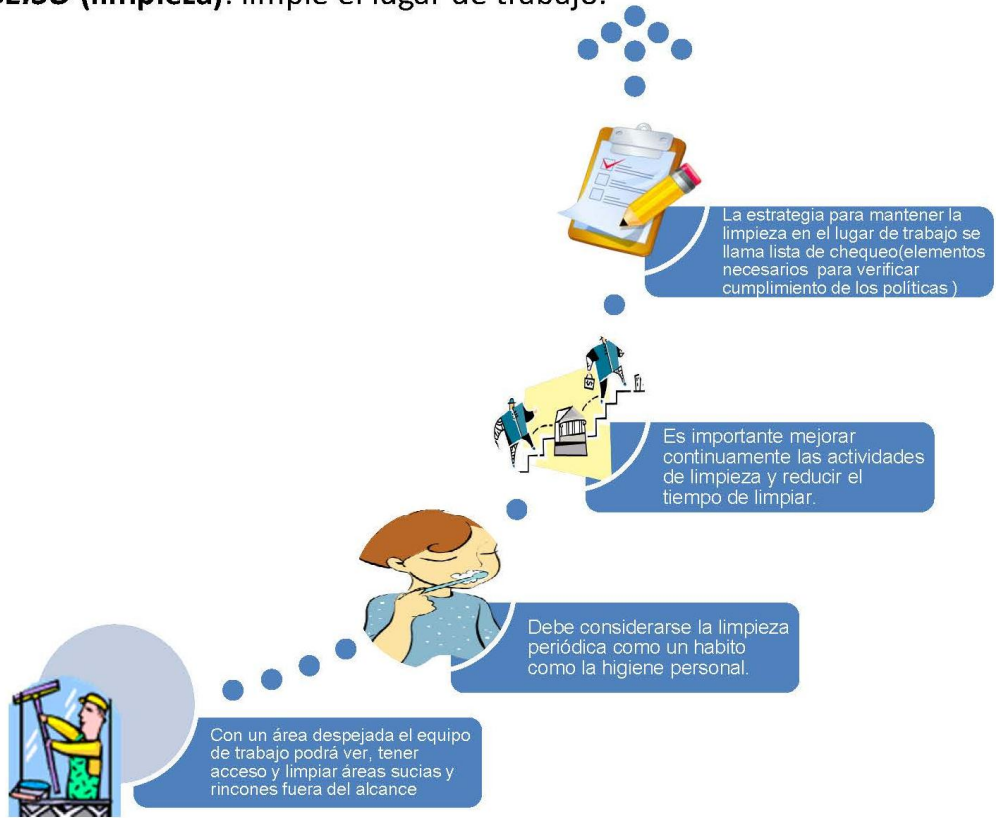 (limpieza): limpie el lugar de trabajo.
La estrategia para mantener la
limpieza en el lugar de trabajo se
llama lista de chequeo(elementos
necesarios para verificar
cumplimiento de los políticas )
Es importante mejorar
continuamente las actividades
de limpieza y reducir el
tiempo de limpiar.
Debe considerarse la limpieza
periódica como un habito
como la higiene personal.
Con un área despejada el equipo
de trabajo podrá ver, tener
acceso y limpiar áreas sucias y
rincones fuera del alcance